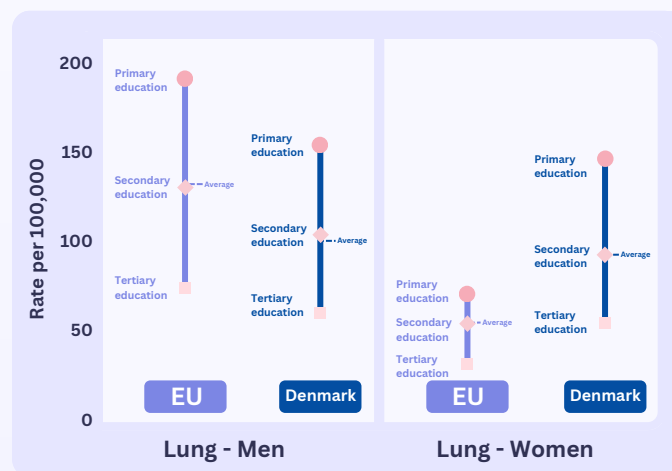 Rate per 100,000
200
150
100
50
0
Primary
education
Secondary
education
Average
Tertiary
education
EU
Primary
education
Secondary
education
Average
Tertiary
education
Denmark
Lung - Men
Primary
education
Secondary
education
Average
Tertiary
education
EU
Primary
education
Secondary
education
Average
Tertiary
education
Denmark
Lung - Women